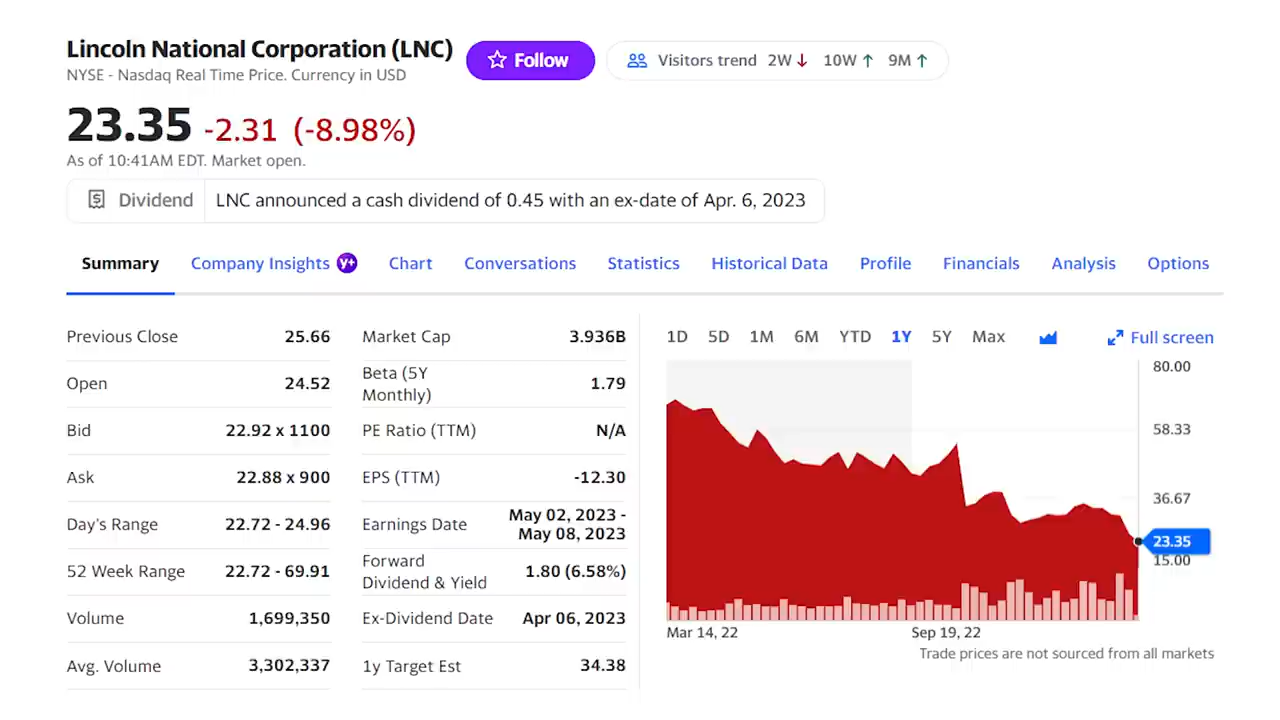 Lincoln National Corporation (LNC)
Follow
Visitors trend 2W 10W 9M
NYSE - Nasdaq Real Time Price. Currency in USD
23.35 -2.31 (-8.98%)
As of 10:41AM EDT. Market open.
Dividend LNC announced a cash dividend of 0.45 with an ex-date of Apr. 6, 2023
Summary Company Insights y+ Chart Conversations Statistics Historical Data Profile Financials Analysis Options
Previous Close 25.66
Open 24.52
Bid 22.92 x 1100
Ask 22.88 x 900
Day's Range 22.72 - 24.96
52 Week Range 22.72 - 69.91
Volume 1,699,350
Avg. Volume 3,302,337
Market Cap 3.936B
Beta (5Y
Monthly) 1.79
PE Ratio (TTM) N/A
EPS (TTM) -12.30
Earnings Date May 02, 2023 -
May 08, 2023
Forward
Dividend & Yield 1.80 (6.58%)
Ex-Dividend Date Apr 06, 2023
1y Target Est 34.38
1D 5D 1M 6M YTD 1Y 5Y Max Full screen
80.00
58.33
36.67
23.35
15.00
Mar 14, 22 Sep 19, 22
Trade prices are not sourced from all markets